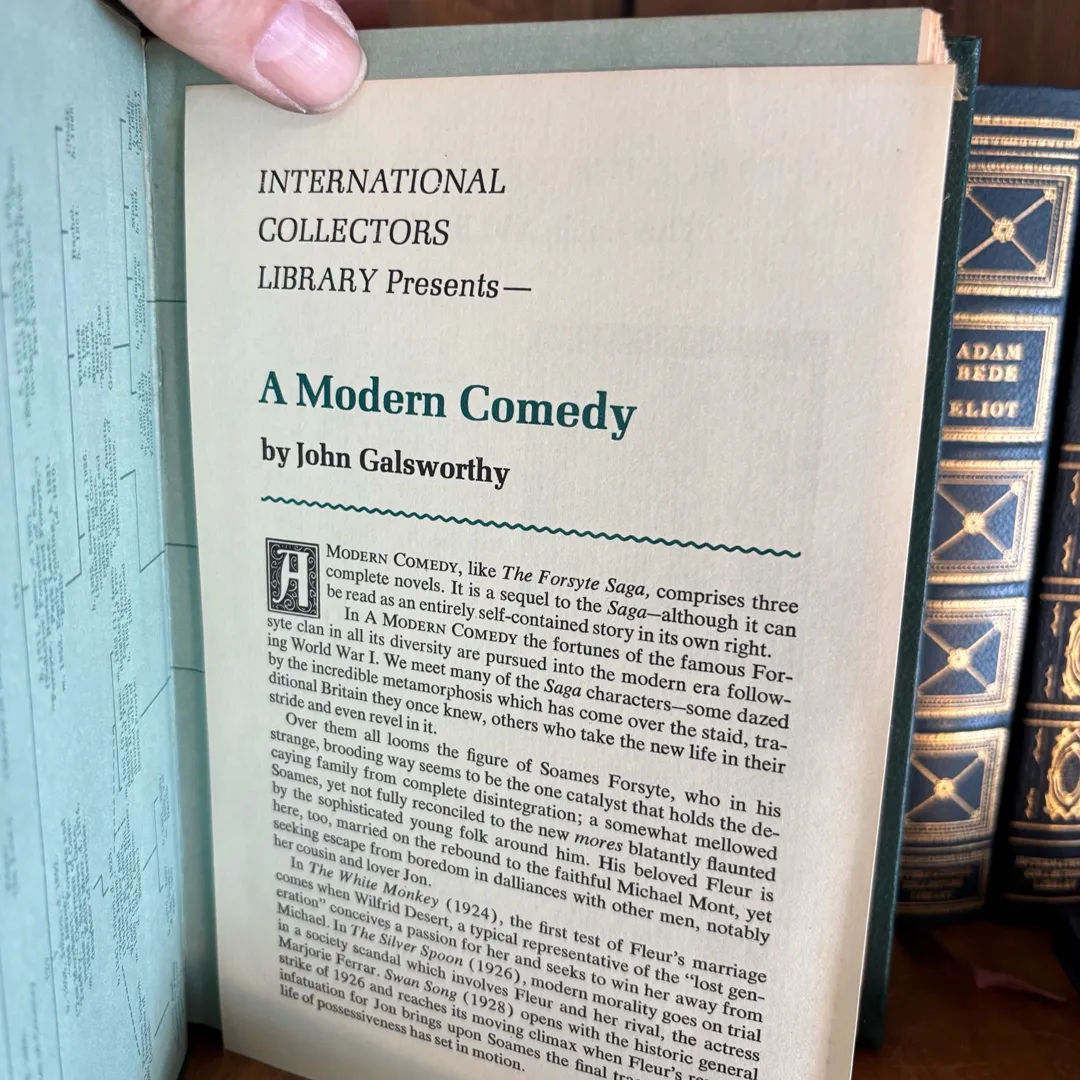 INTERNATIONAL
COLLECTORS
LIBRARY Presents—
A Modern Comedy
by John Galsworthy
A MODERN COMEDY, like The Forsyte Saga, comprises three
complete novels. It is a sequel to the Saga—although it can
be read as an entirely self-contained story in its own right.
In A MODERN COMEDY the fortunes of the famous For-
syte clan in all its diversity are pursued into the modern era follow-
ing World War I. We meet many of the Saga characters—some dazed
by the incredible metamorphosis which has come over the staid, tra-
ditional Britain they once knew, others who take the new life in their
stride and even revel in it.
Over them all looms the figure of Soames Forsyte, who in his
strange, brooding way seems to be the one catalyst that holds the de-
caying family from complete disintegration; a somewhat mellowed
Soames, yet not fully reconciled to the new mores blatantly flaunted
by the sophisticated young folk around him. His beloved Fleur is
here, too, married on the rebound to the faithful Michael Mont, yet
seeking escape from boredom in dalliances with other men, notably
her cousin and lover Jon.
In The White Monkey (1924), the first test of Fleur's marriage
comes when Wilfrid Desert, a typical representative of the "lost gen-
eration" conceives a passion for her and seeks to win her away from
Michael. In The Silver Spoon (1926), modern morality goes on trial
in a society scandal which involves Fleur and her rival, the actress
Marjorie Ferrar. Swan Song (1928) opens with the historic general
strike of 1926 and reaches its moving climax when Fleur's
infatuation for Jon brings upon Soames the final
life of possessiveness has set in motion.
ADAM
BEDE
ELIOT